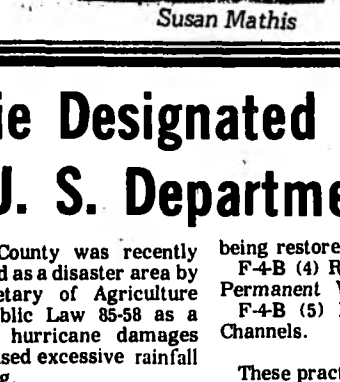 Susan Mathis
ie Designated
J. S. Departme
County was recently
d as a disaster area by
etary of Agriculture
blic Law 85-58 as a
hurricane damages
sed excessive rainfall
g.
being restore
F-4-B (4) R
Permanent
F-4-B (5)
Channels.
These pract